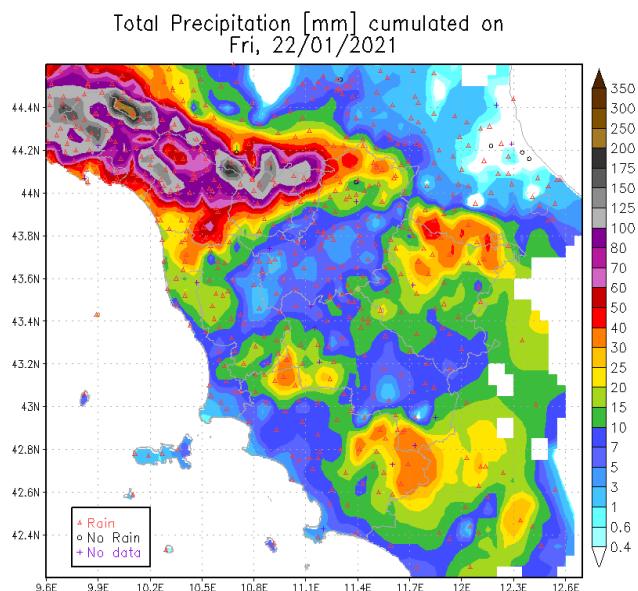 Total Precipitation [mm] cumulated on
Fri, 22/01/2021
44.4N
44.2N
44N
43.8N
43.6N
43.4N
43.2N
43N
42.8N
42.6N
42.4N
9.6E 9.9E 10.2E 10.5E 10.8E 11.1E 11.4E 11.7E 12E 12.3E 12.6E
Rain
No Rain
No data
350
300
250
200
175
150
125
100
80
70
60
50
40
30
25
20
15
10
7
5
3
1
0.6
0.4